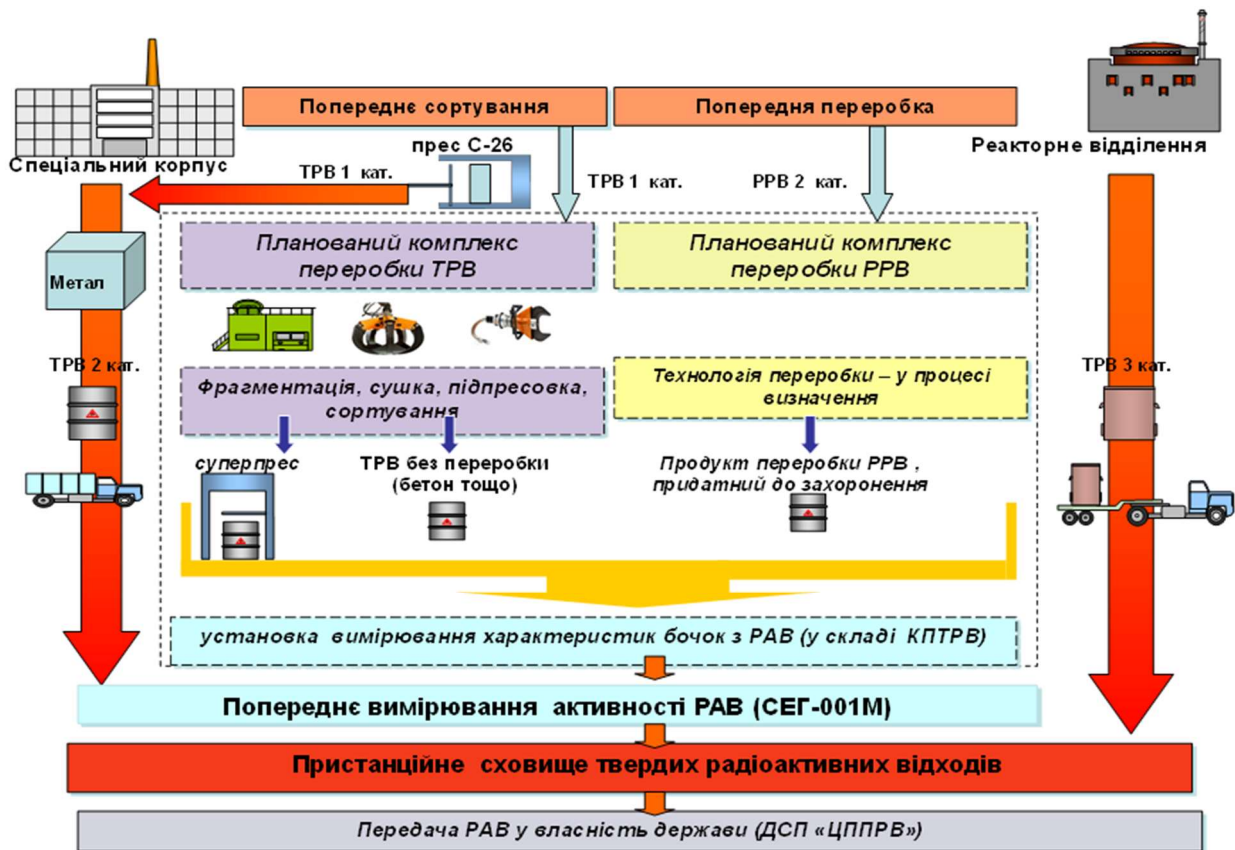 Попереднє сортування
Попередня переробка
прес С-26
Спеціальний корпус
Реакторне відділення
ТРВ 1 кат.
ТРВ 1 кат.
РРВ 2 кат.
Планований комплекс
переробки ТРВ
Планований комплекс
переробки РРВ
Метал
ТРВ 2 кат.
ТРВ 3 кат.
Фрагментація, сушка, підпресовка,
сортування
Технологія переробки – у процесі
визначення
суперпрес
ТРВ без переробки
(бетон тощо)
Продукт переробки РРВ ,
придатний до захоронення
установка вимірювання характеристик бочок з РАВ (у складі КПТРВ)
Попереднє вимірювання активності РАВ (СЕГ-001М)
Пристанційне сховище твердих радіоактивних відходів
Передача РАВ у власність держави (ДСП «ЦППРВ»)